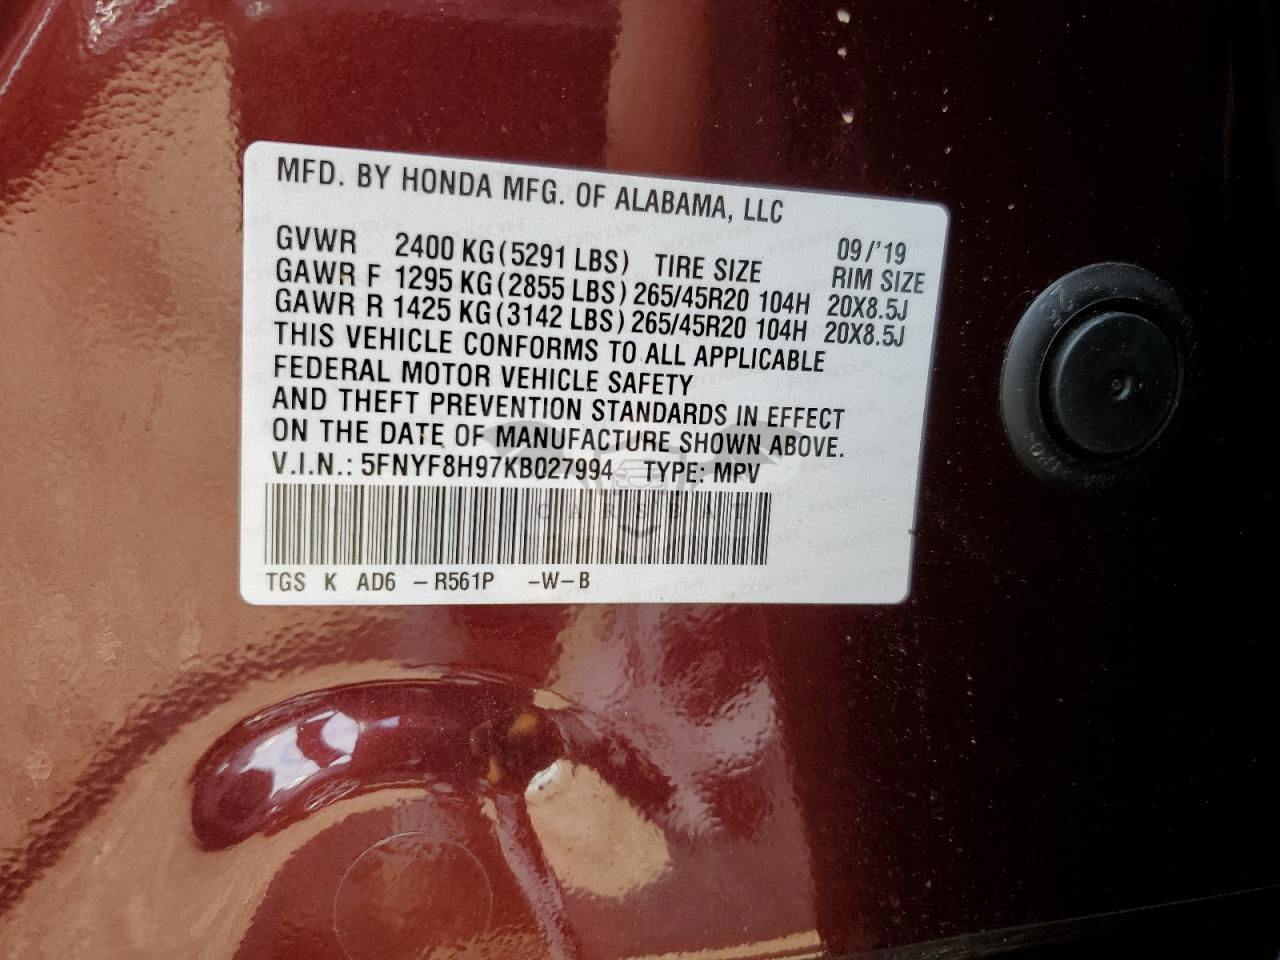 MFD. BY HONDA MFG. OF ALABAMA, LLC
09/'19
GVWR 2400 KG(5291 LBS) TIRE SIZE RIM SIZE
GAWR F 1295 KG(2855 LBS) 265/45R20 104H 20X8.5J
GAWR R 1425 KG(3142 LBS) 265/45R20 104H 20X8.5J
THIS VEHICLE CONFORMS TO ALL APPLICABLE
FEDERAL MOTOR VEHICLE SAFETY
AND THEFT PREVENTION STANDARDS IN EFFECT
ON THE DATE OF MANUFACTURE SHOWN ABOVE.
V.I.N.: 5FNYF8H97KB027994 TYPE: MPV
CARSDAT
TGS K AD6 -R561P -W-B
25